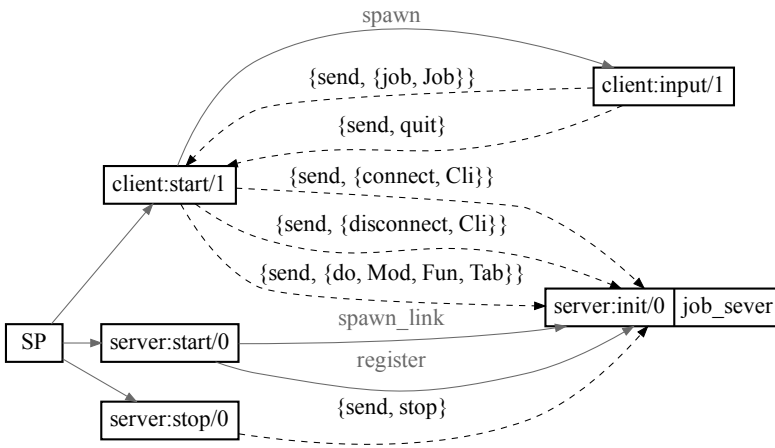 spawn
{send, {job, Job}}
client:input/1
{send, quit}
client:start/1
{send, {connect, Cli}}
{send, {disconnect, Cli}}
{send, {do, Mod, Fun, Tab}}
server:init/0
job_sever
spawn_link
SP
server:start/0
register
server:stop/0
{send, stop}